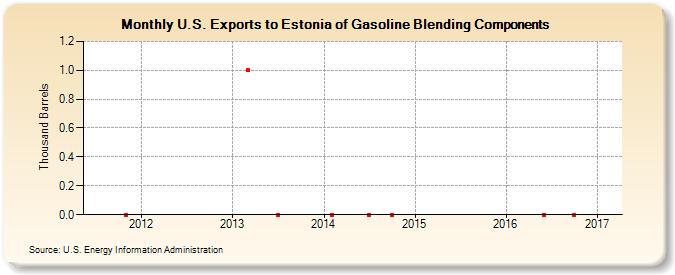 Monthly U.S. Exports to Estonia of Gasoline Blending Components
Thousand Barrels
1.2
1.0
0.8
0.6
0.4
0.2
0.0
2012 2013 2014 2015 2016 2017
Source: U.S. Energy Information Administration